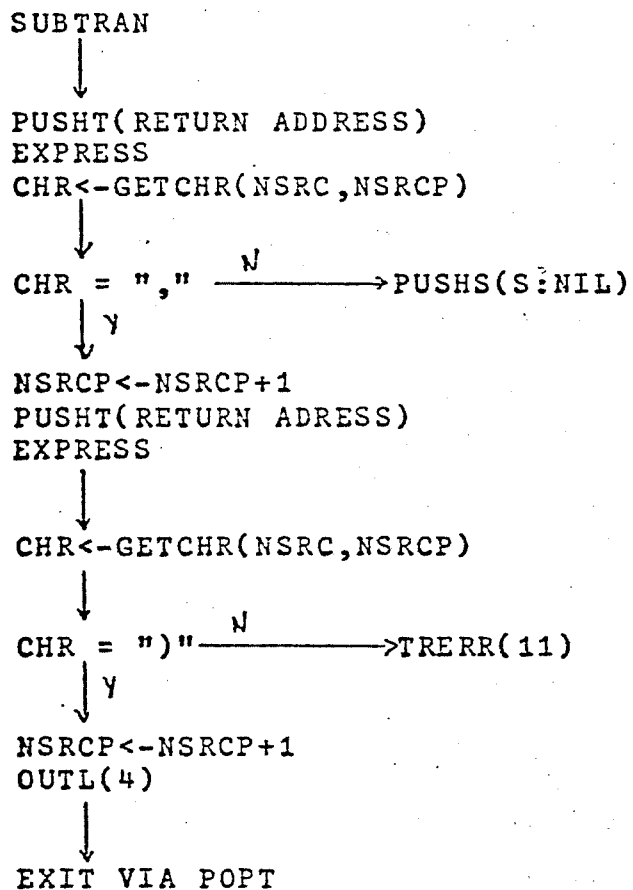 SUBTRAN
PUSHT(RETURN ADDRESS)
EXPRESS
CHR<-GETCHR(NSRC,NSRCP)
CHR = "," N PUSHS(S:NIL)
Y
NSRCP<-NSRCP+1
PUSHT(RETURN ADRESS)
EXPRESS
CHR<-GETCHR(NSRC,NSRCP)
CHR = ")" N TRERR(11)
Y
NSRCP<-NSRCP+1
OUTL(4)
EXIT VIA POPT